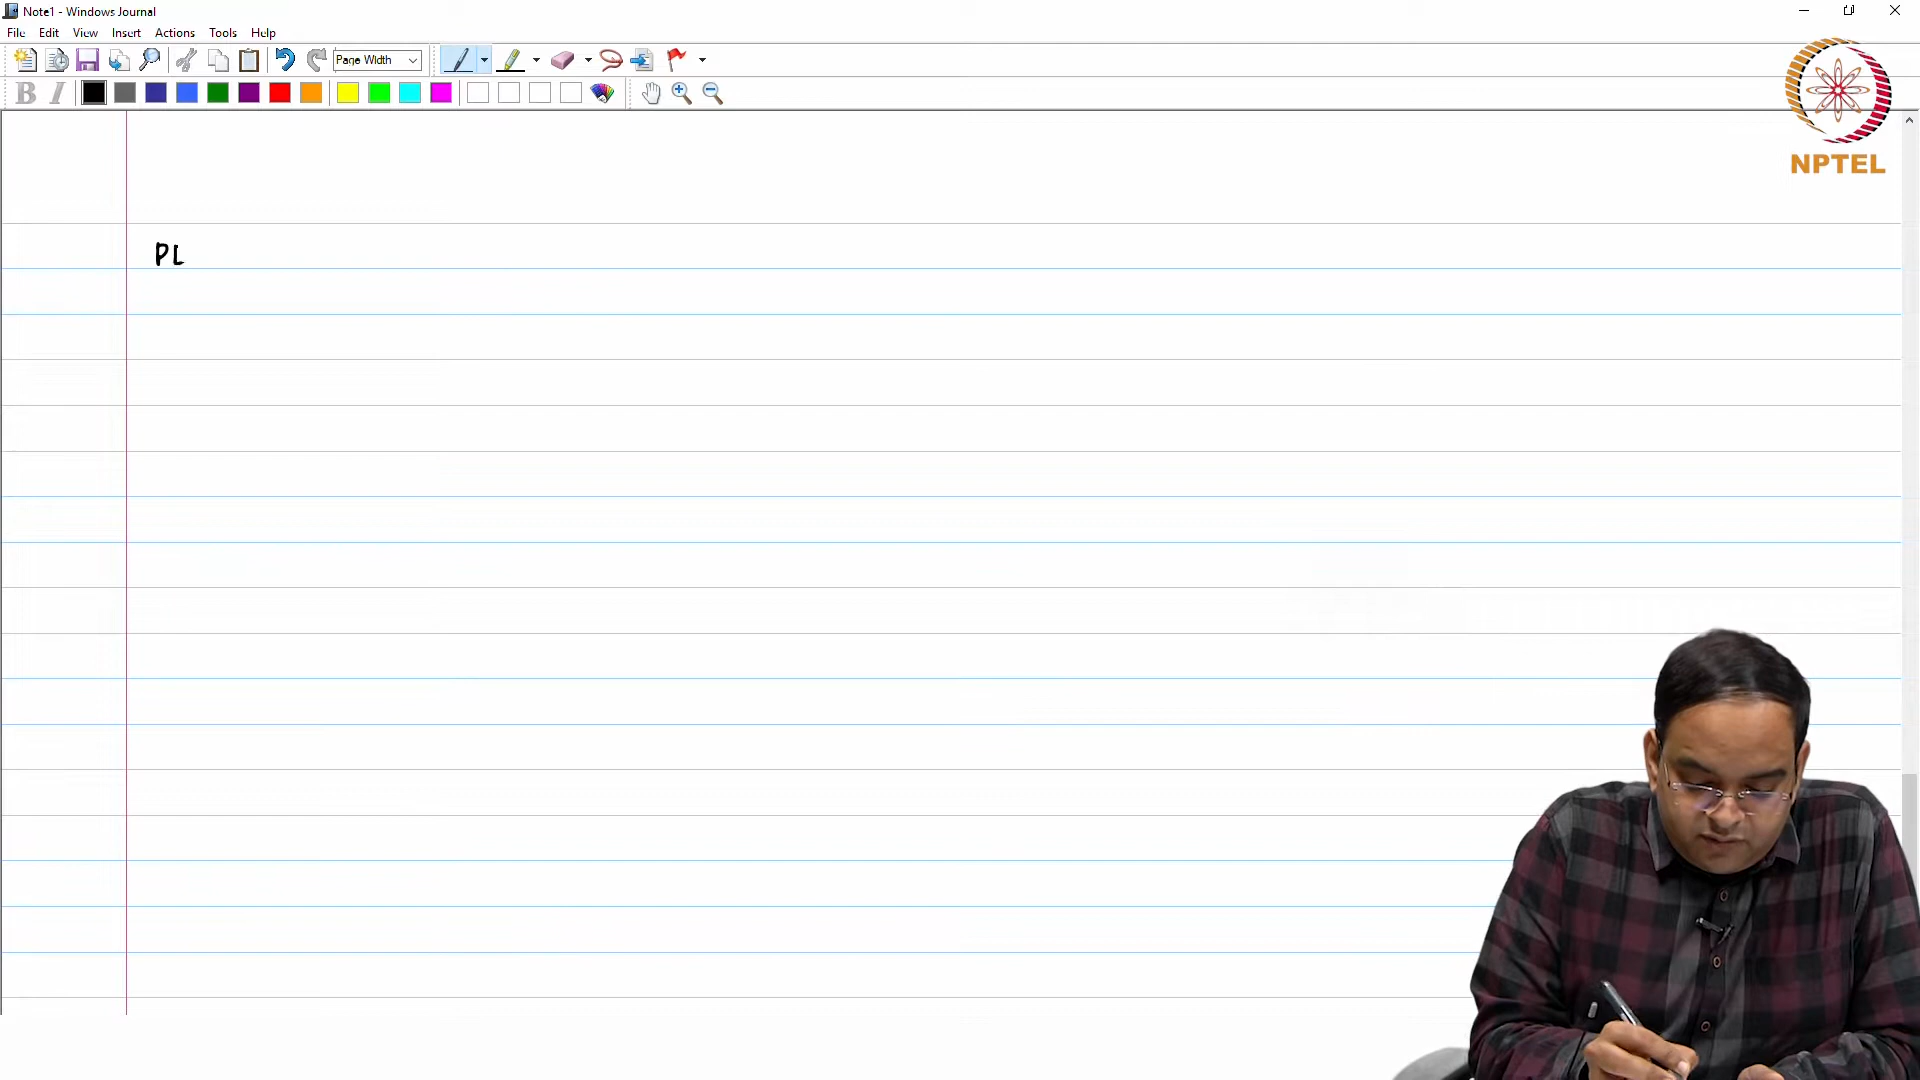 Note1 - Windows Journal
File Edit View Insert Actions Tools Help
Page Width
B I
NPTEL
PL